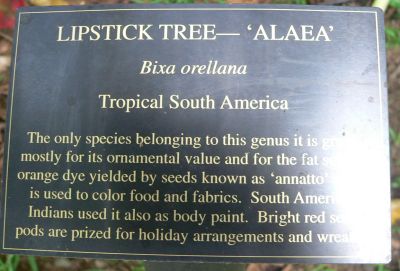 LIPSTICK TREE— ‘ALAEA’
Bixa orellana
Tropical South America
The only species belonging to this genus it is
mostly for its ornamental value and for the fat
orange dye yielded by seeds known as ‘annatto’
is used to color food and fabrics. South
Indians used it also as body paint. Bright red
pods are prized for holiday arrangements and